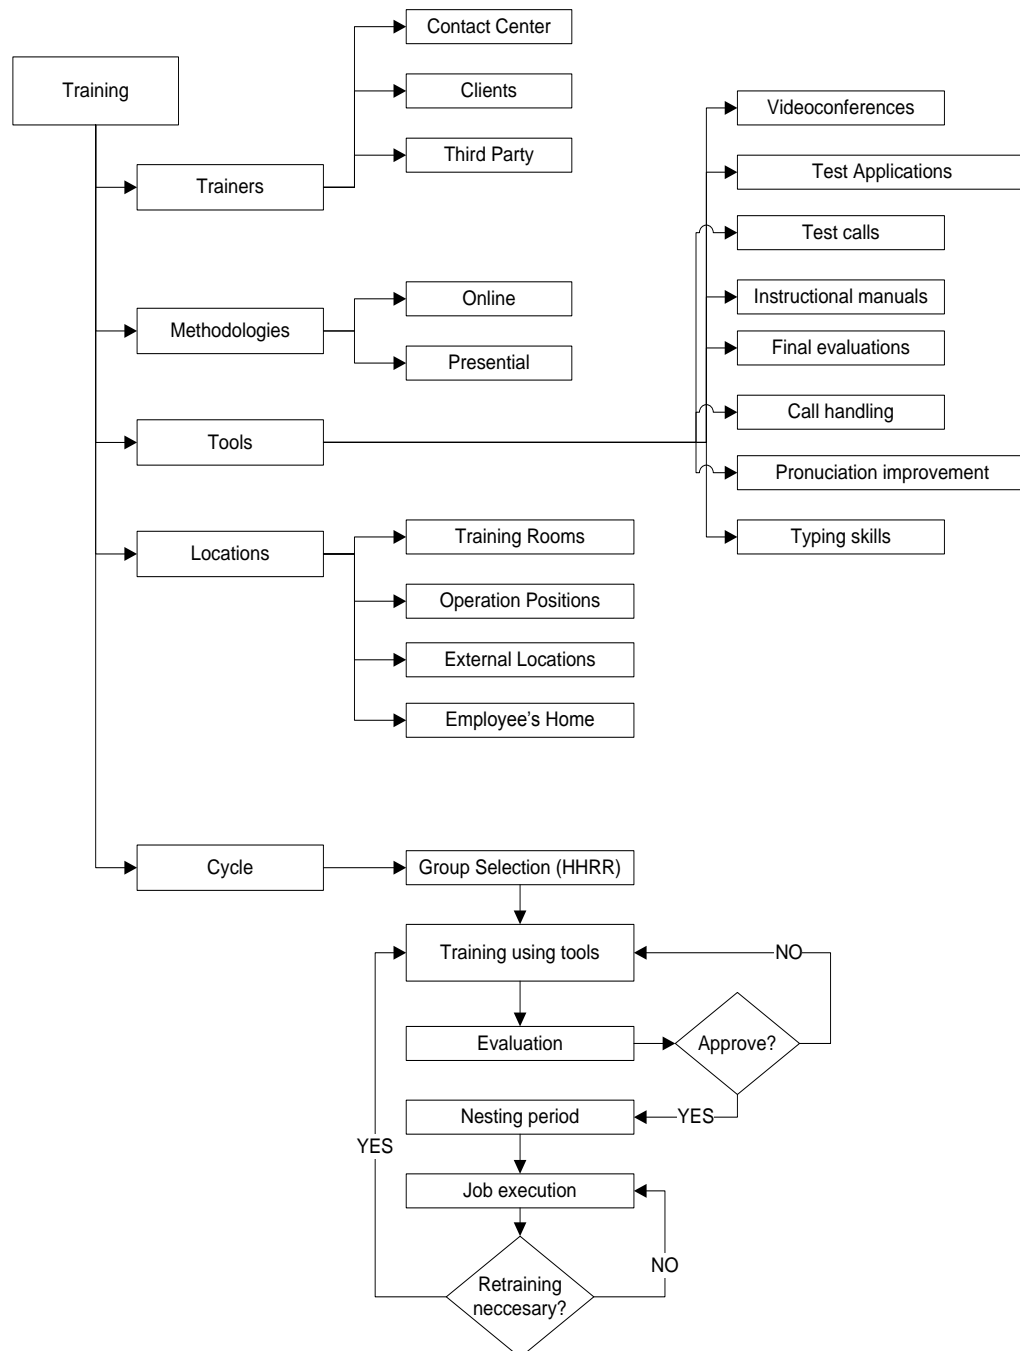 Training
Trainers
Contact Center
Clients
Third Party
Methodologies
Online
Presential
Tools
Videoconferences
Test Applications
Test calls
Instructional manuals
Final evaluations
Call handling
Pronuciation improvement
Typing skills
Locations
Training Rooms
Operation Positions
External Locations
Employee’s Home
Cycle
Group Selection (HHRR)
Training using tools
NO
Evaluation
Approve?
YES
Nesting period
YES
Job execution
NO
Retraining
neccesary?